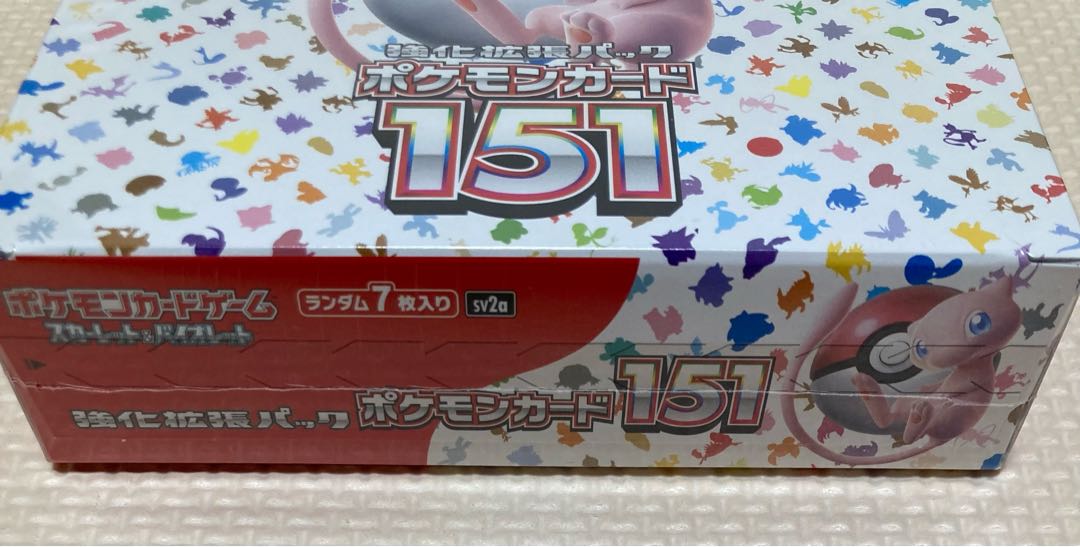 強化拡張パック
ポケモンカード
151
ポケモンカードゲーム
スカーレット&バイオレット
ランダム7枚入り sv2a
強化拡張パック ポケモンカード 151